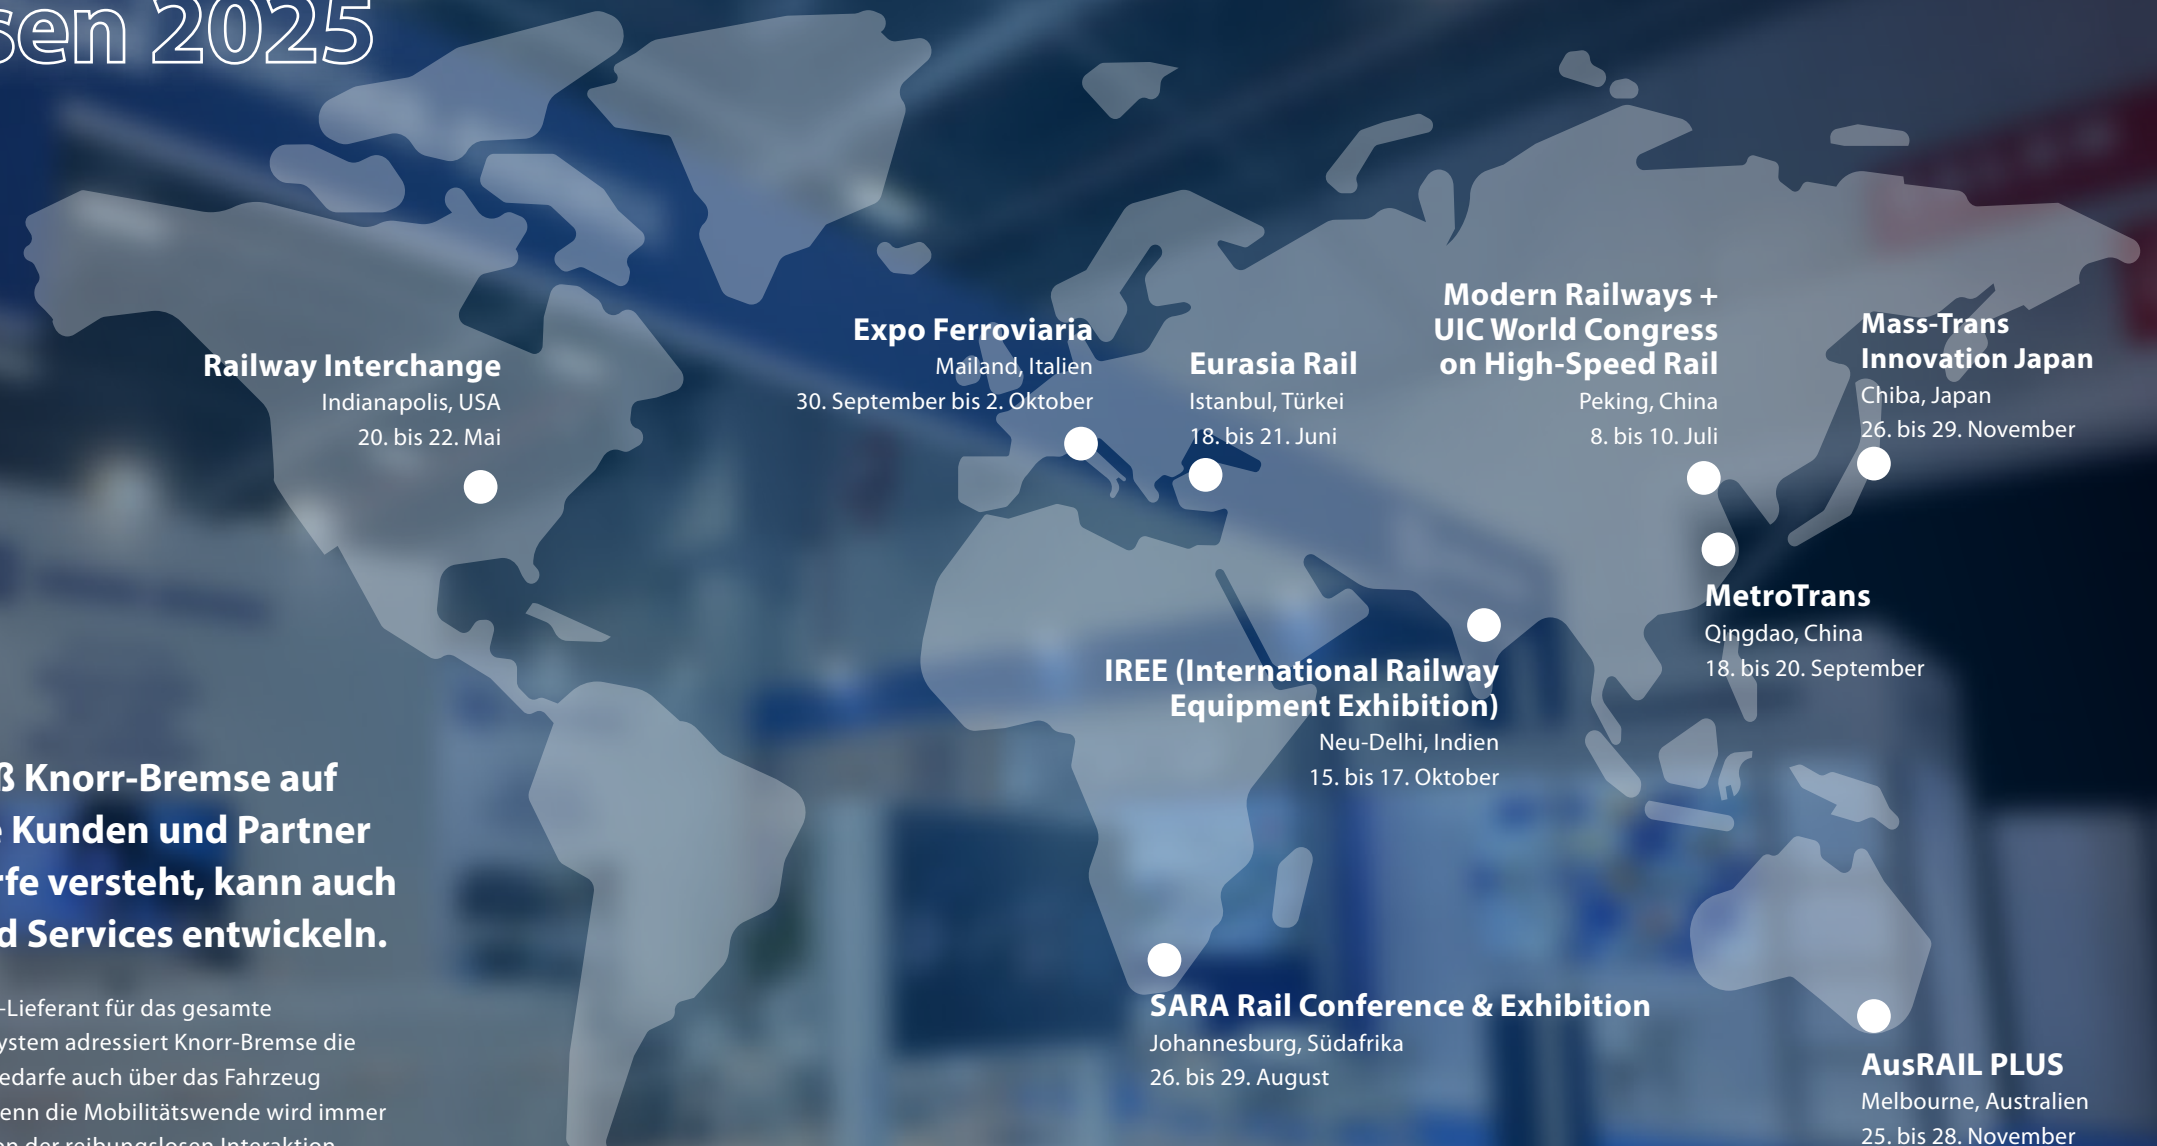 sen 2025
Railway Interchange
Indianapolis, USA
20. bis 22. Mai
Expo Ferroviaria
Mailand, Italien
30. September bis 2. Oktober
Eurasia Rail
Istanbul, Türkei
18. bis 21. Juni
Modern Railways +
UIC World Congress
on High-Speed Rail
Peking, China
8. bis 10. Juli
Mass-Trans
Innovation Japan
Chiba, Japan
26. bis 29. November
MetroTrans
Qingdao, China
18. bis 20. September
IREE (International Railway
Equipment Exhibition)
Neu-Delhi, Indien
15. bis 17. Oktober
SARA Rail Conference & Exhibition
Johannesburg, Südafrika
26. bis 29. August
AusRAIL PLUS
Melbourne, Australien
25. bis 28. November
ß Knorr-Bremse auf
e Kunden und Partner
rfe versteht, kann auch
d Services entwickeln.
-Lieferant für das gesamte
ystem adressiert Knorr-Bremse die
edarfe auch über das Fahrzeug
enn die Mobilitätswende wird immer
en der reibungslosen Interaktion